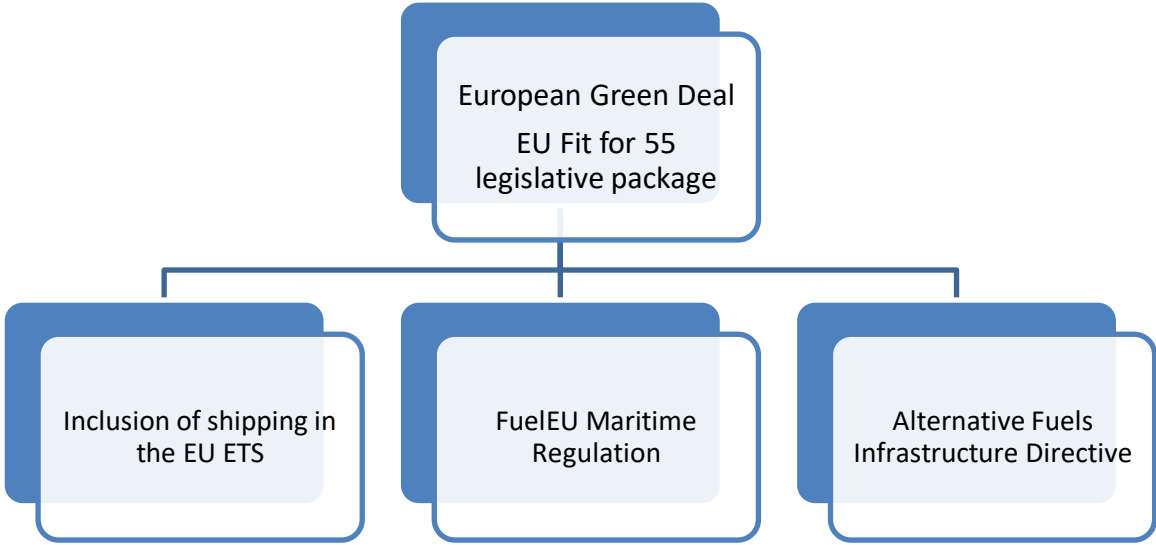 European Green Deal
EU Fit for 55
legislative package
Inclusion of shipping in
the EU ETS
FuelEU Maritime
Regulation
Alternative Fuels
Infrastructure Directive